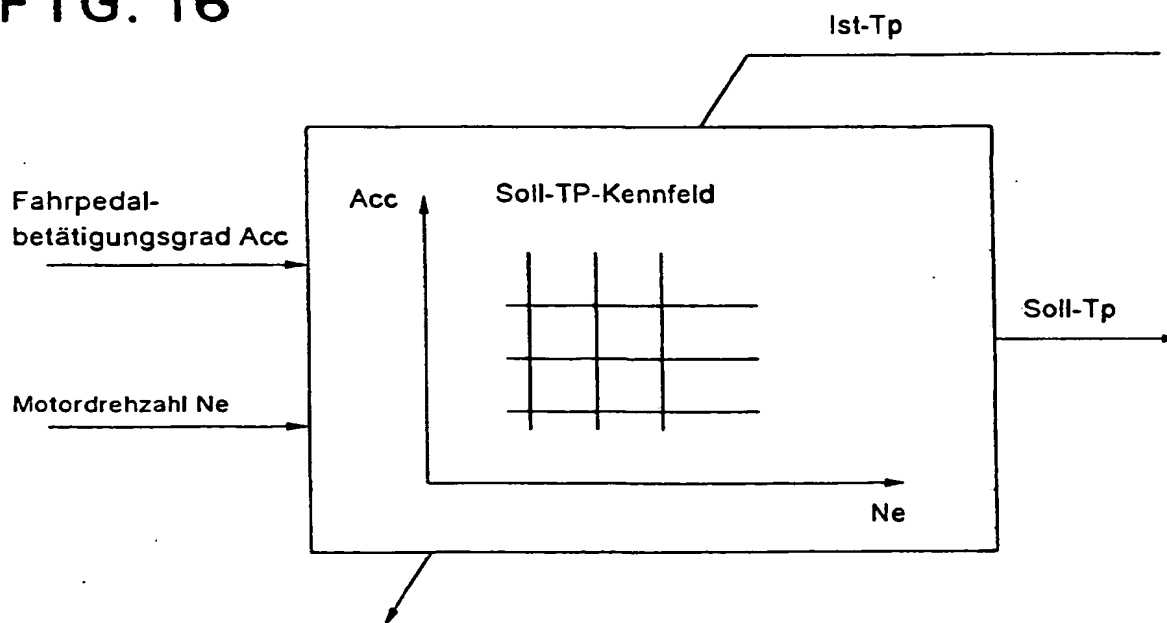 FIG. 16
Ist-Tp
Fahrpedal-
betätigungsgrad Acc
Acc
Soll-TP-Kennfeld
Soll-Tp
Motordrehzahl Ne
Ne